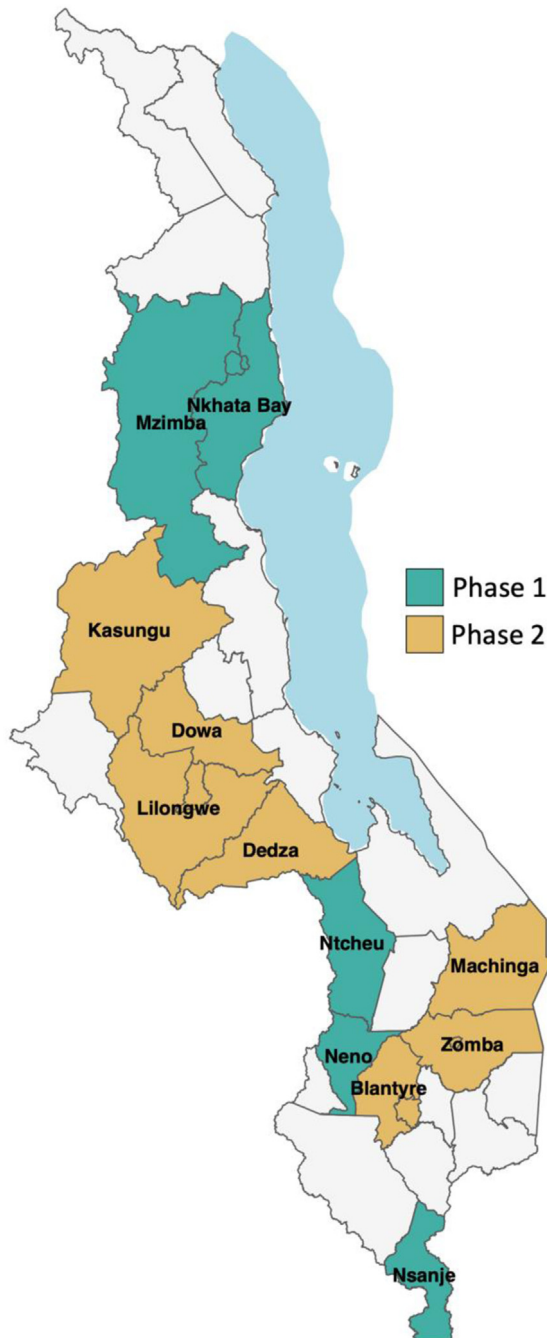 Nkhata Bay
Mzimba
Phase 1
Phase 2
Kasungu
Dowa
Lilongwe
Dedza
Ntcheu
Machinga
Zomba
Neno
Blantyre
Nsanje